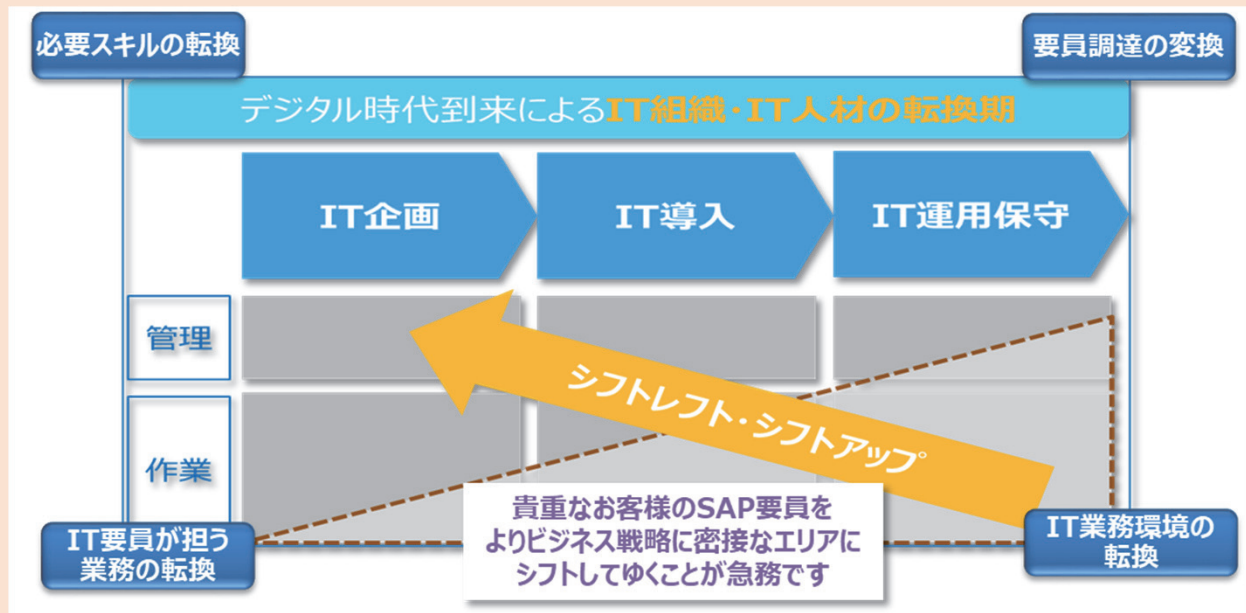 必要スキルの転換
要員調達の変換
デジタル時代到来によるIT組織・IT人材の転換期
IT企画
IT導入
IT運用保守
管理
シフトレフト・シフトアップ
作業
貴重なお客様のSAP要員を
よりビジネス戦略に密接なエリアに
シフトしてゆくことが急務です
IT要員が担う
業務の転換
IT業務環境の
転換